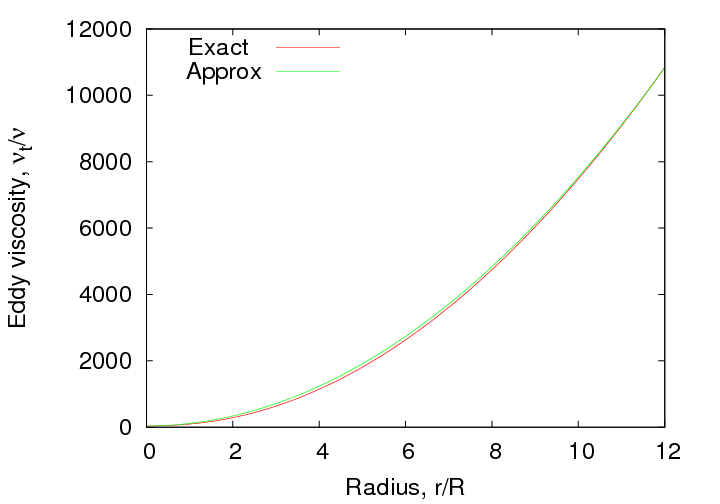 12000
Exact
Approx
10000
8000
6000
4000
2000
0
Eddy viscosity, νt/ν
0 2 4 6 8 10 12
Radius, r/R